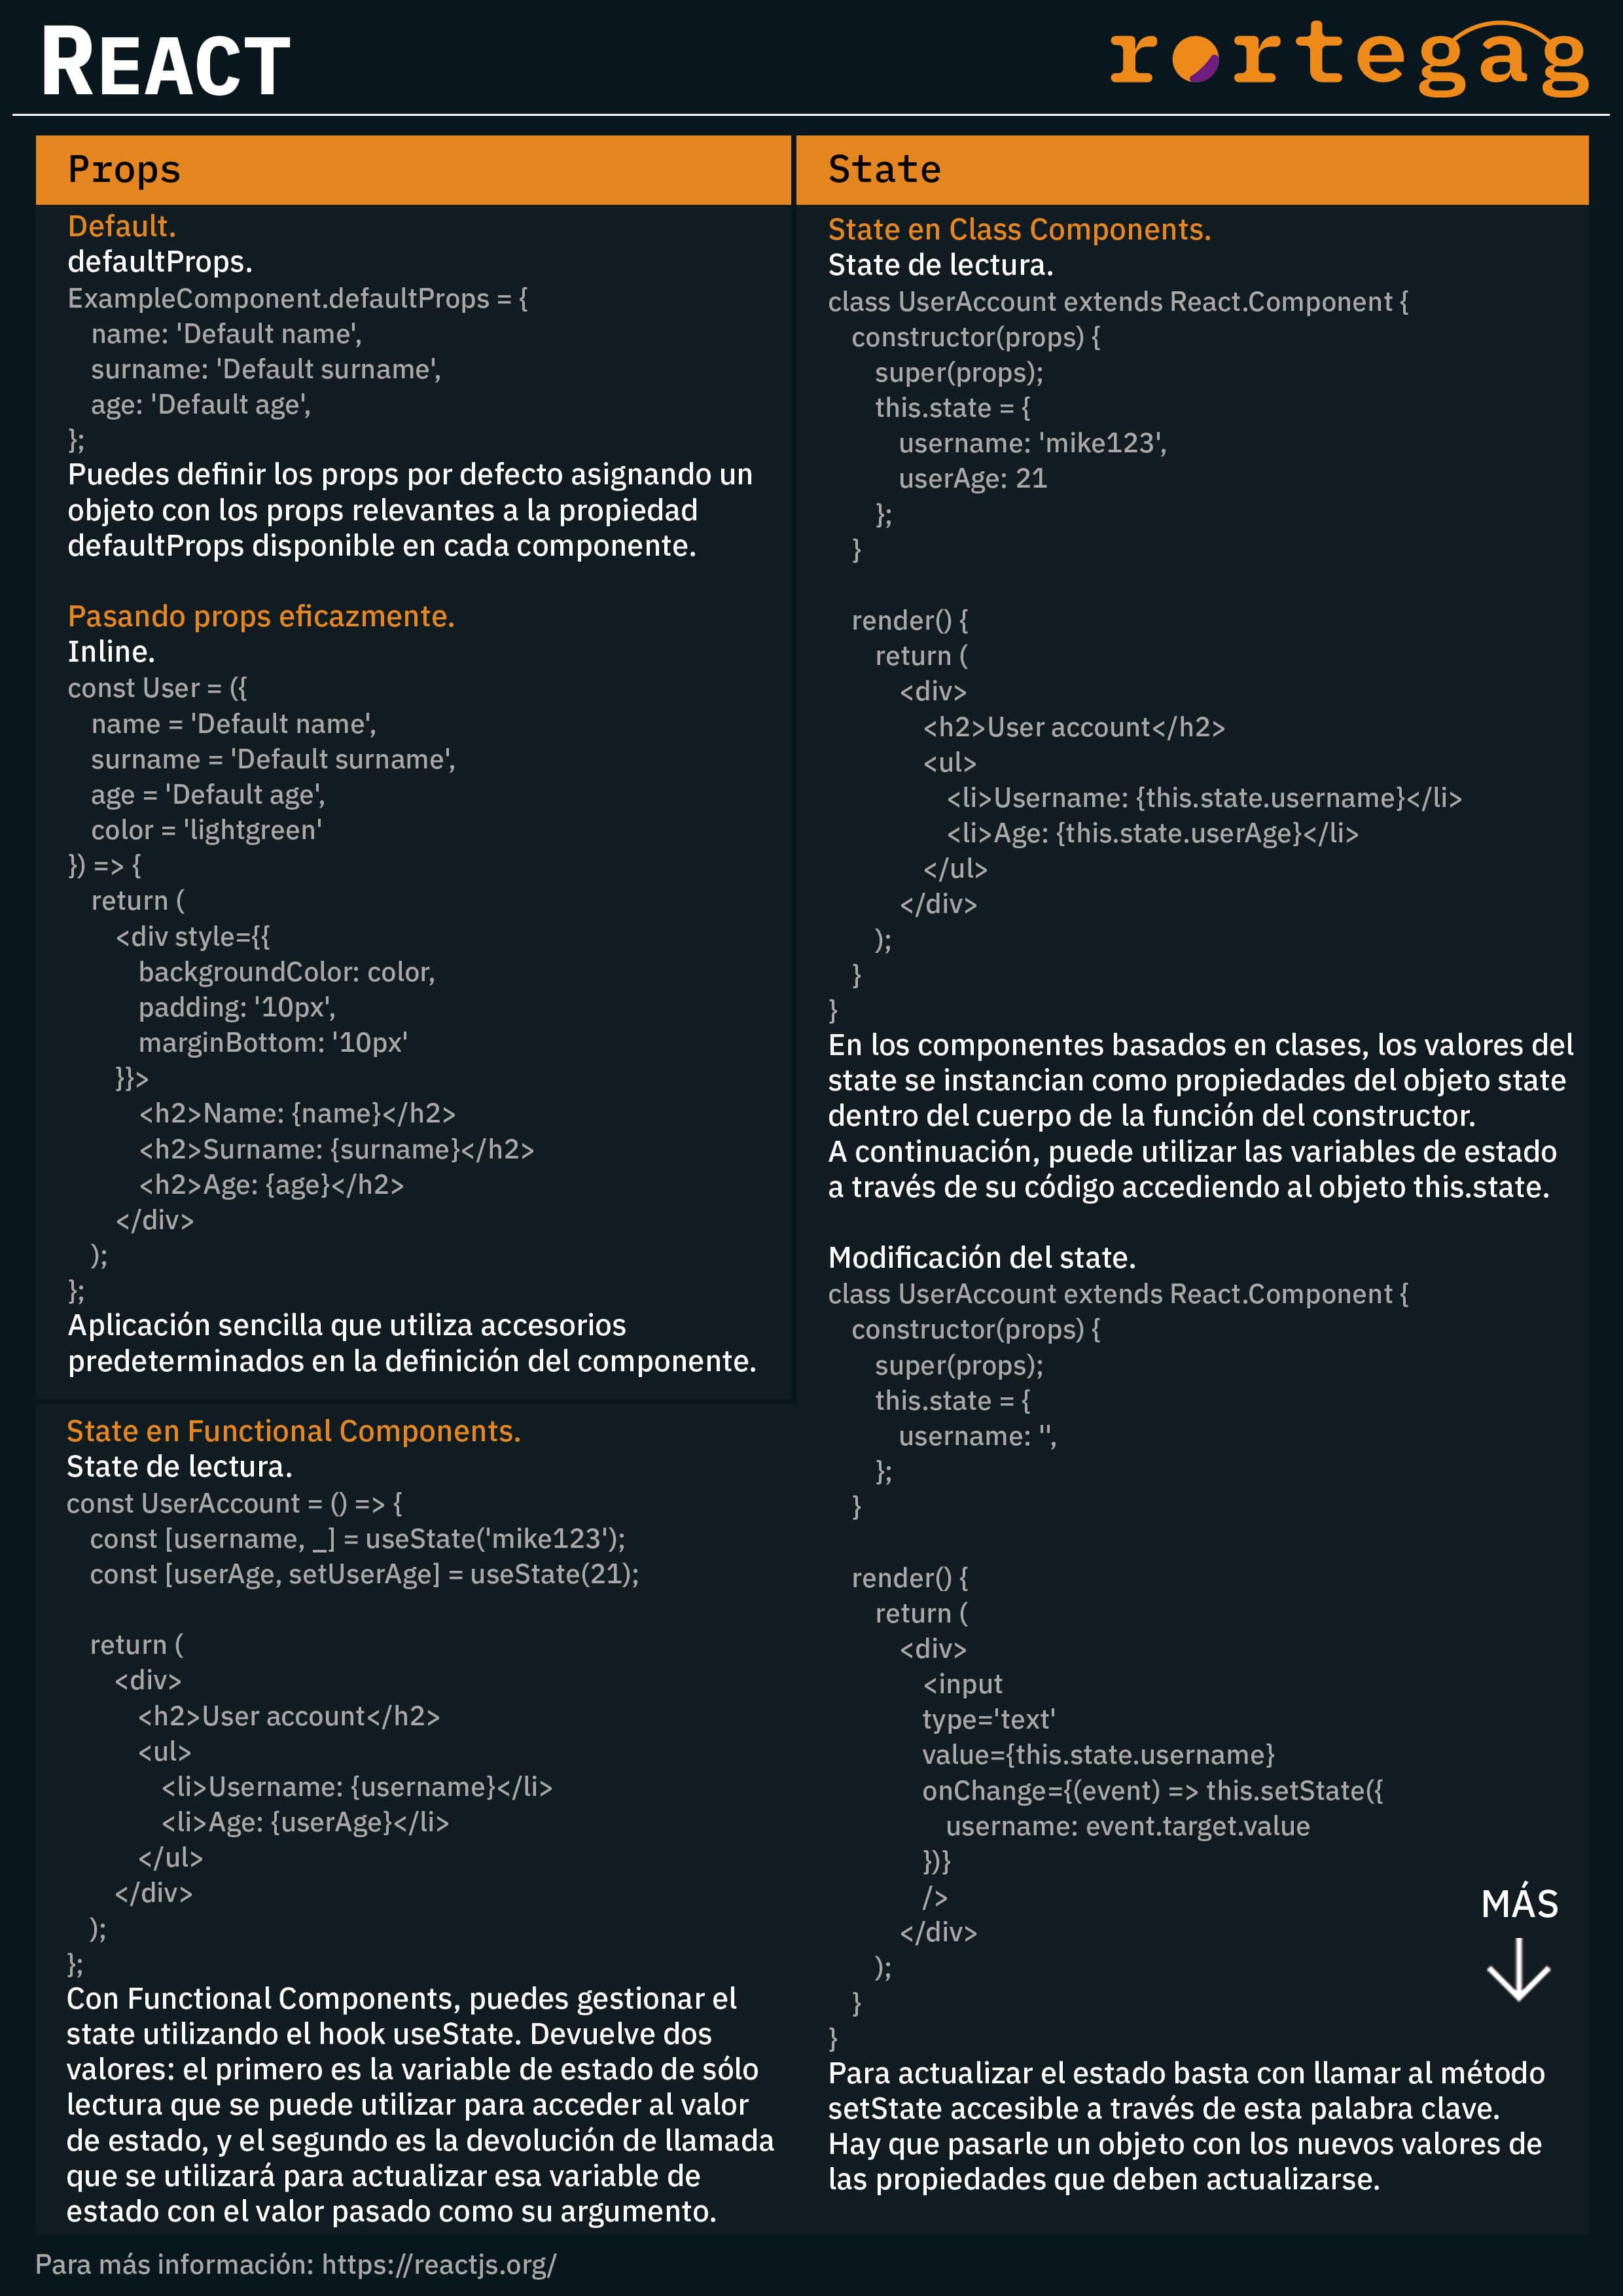 REACT
rortegag
Props
Default.
defaultProps.
ExampleComponent.defaultProps = {
name: 'Default name',
surname: 'Default surname',
age: 'Default age',
};
Puedes definir los props por defecto asignando un
objeto con los props relevantes a la propiedad
defaultProps disponible en cada componente.
Pasando props eficazmente.
Inline.
const User = ({
name = 'Default name',
surname = 'Default surname',
age = 'Default age',
color = 'lightgreen'
}) => {
return (
<div style={{
backgroundColor: color,
padding: '10px',
marginBottom: '10px'
}}>
<h2>Name: {name}</h2>
<h2>Surname: {surname}</h2>
<h2>Age: {age}</h2>
</div>
);
};
Aplicación sencilla que utiliza accesorios
predeterminados en la definición del componente.
State en Functional Components.
State de lectura.
const UserAccount = () => {
const [username, _] = useState('mike123');
const [userAge, setUserAge] = useState(21);
return (
<div>
<h2>User account</h2>
<ul>
<li>Username: {username}</li>
<li>Age: {userAge}</li>
</ul>
</div>
);
};
Con Functional Components, puedes gestionar el
state utilizando el hook useState. Devuelve dos
valores: el primero es la variable de estado de sólo
lectura que se puede utilizar para acceder al valor
de estado, y el segundo es la devolución de llamada
que se utilizará para actualizar esa variable de
estado con el valor pasado como su argumento.
State
State en Class Components.
State de lectura.
class UserAccount extends React.Component {
constructor(props) {
super(props);
this.state = {
username: 'mike123',
userAge: 21
};
}
render() {
return (
<div>
<h2>User account</h2>
<ul>
<li>Username: {this.state.username}</li>
<li>Age: {this.state.userAge}</li>
</ul>
</div>
);
}
}
En los componentes basados en clases, los valores del
state se instancian como propiedades del objeto state
dentro del cuerpo de la función del constructor.
A continuación, puede utilizar las variables de estado
a través de su código accediendo al objeto this.state.
Modificación del state.
class UserAccount extends React.Component {
constructor(props) {
super(props);
this.state = {
username: '',
};
}
render() {
return (
<div>
<input
type='text'
value={this.state.username}
onChange={(event) => this.setState({
username: event.target.value
})}
/>
</div>
);
}
}
Para actualizar el estado basta con llamar al método
setState accesible a través de esta palabra clave.
Hay que pasarle un objeto con los nuevos valores de
las propiedades que deben actualizarse.
MÁS
Para más información: https://reactjs.org/